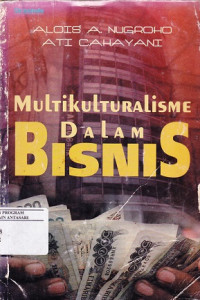 ALOIS A. NUGROHO
ATI CAHAYANI
MULTIKULTURALISME
DALAM
BISNIS